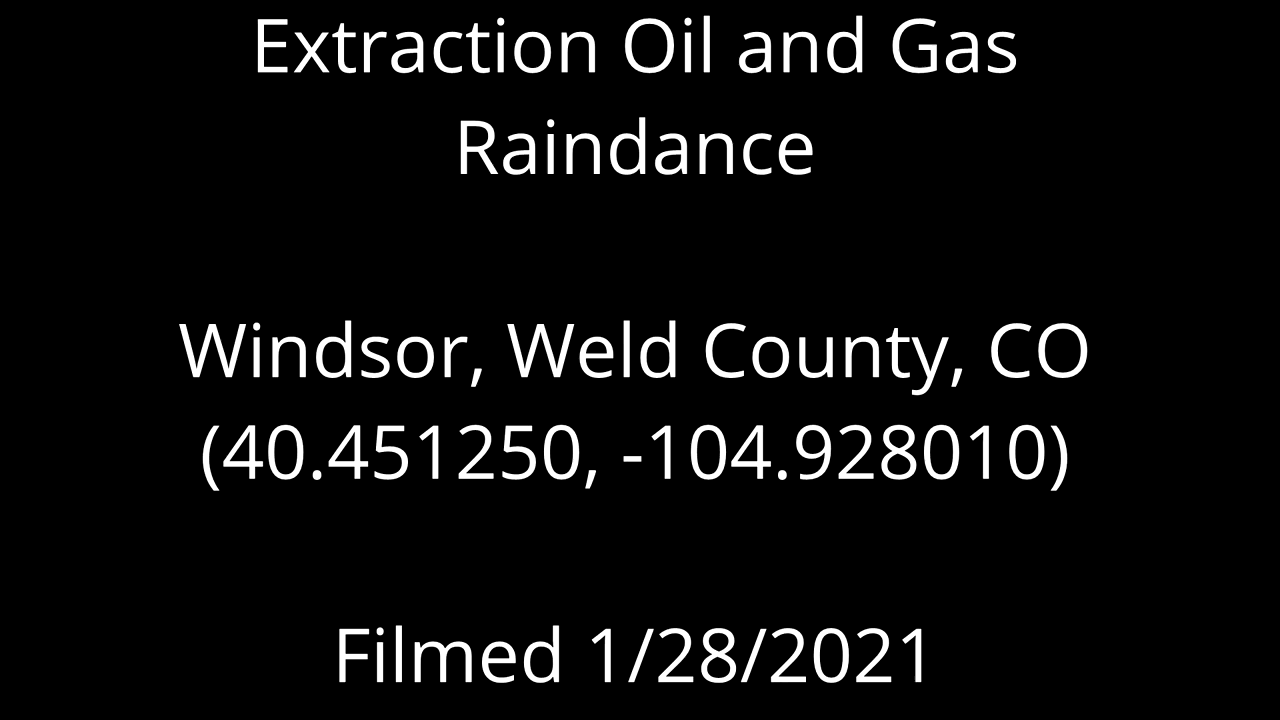 Extraction Oil and Gas
Raindance
Windsor, Weld County, CO
(40.451250, -104.928010)
Filmed 1/28/2021